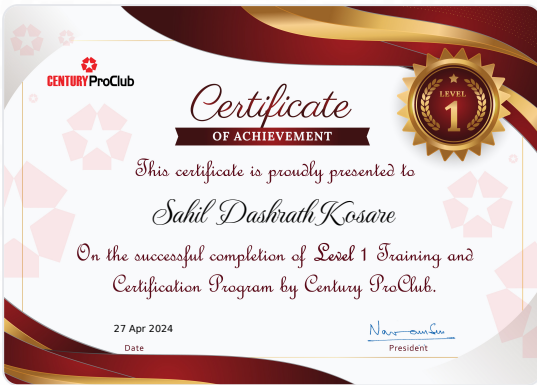 CENTURY ProClub
Certificate
OF ACHIEVEMENT
LEVEL
1
This certificate is proudly presented to
Sahil Dashrath Kosare
On the successful completion of Level 1 Training and
Certification Program by Century ProClub.
27 Apr 2024
Date
President